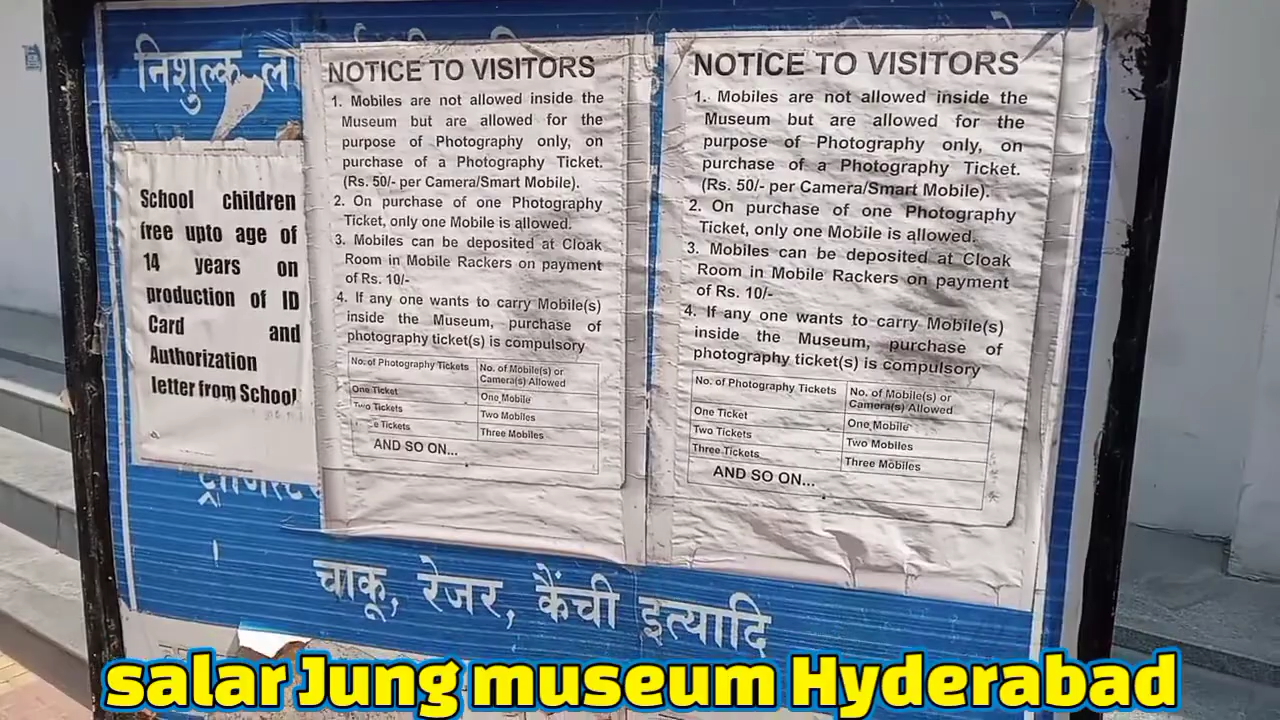 निशुल्क
School children
free upto age of
14 years on
production of ID
Card and
Authorization
letter from School
NOTICE TO VISITORS
1. Mobiles are not allowed inside the
Museum but are allowed for the
purpose of Photography only, on
purchase of a Photography Ticket.
(Rs. 50/- per Camera/Smart Mobile).
2. On purchase of one Photography
Ticket, only one Mobile is allowed.
3. Mobiles can be deposited at Cloak
Room in Mobile Rackers on payment
of Rs. 10/-
4. If any one wants to carry Mobile(s)
inside the Museum, purchase of
photography ticket(s) is compulsory
No. of Photography Tickets No. of Mobile(s) or
Camera(s) Allowed
One Ticket One Mobile
Two Tickets Two Mobiles
Tickets Three Mobiles
AND SO ON...
NOTICE TO VISITORS
1. Mobiles are not allowed inside the
Museum but are allowed for the
purpose of Photography only, on
purchase of a Photography Ticket.
(Rs. 50/- per Camera/Smart Mobile).
2. On purchase of one Photography
Ticket, only one Mobile is allowed.
3. Mobiles can be deposited at Cloak
Room in Mobile Rackers on payment
of Rs. 10/-
4. If any one wants to carry Mobile(s)
inside the Museum, purchase of
photography ticket(s) is compulsory
No. of Photography Tickets No. of Mobile(s) or
Camera(s) Allowed
One Ticket One Mobile
Two Tickets Two Mobiles
Three Tickets Three Mobiles
AND SO ON...
चाकू, रेजर, कैंची इत्यादि
salar Jung museum Hyderabad